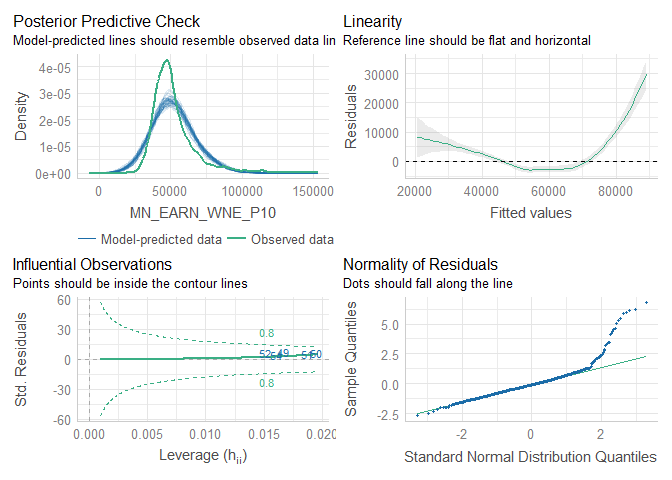 Posterior Predictive Check
Model-predicted lines should resemble observed data lin
4e-05
3e-05
2e-05
1e-05
0e+00
Density
0
50000
100000
150000
MN_EARN_WNE_P10
Model-predicted data
Observed data
Linearity
Reference line should be flat and horizontal
30000
20000
10000
0
Residuals
20000
40000
60000
80000
Fitted values
Influential Observations
Points should be inside the contour lines
60
30
0
-30
-60
Std. Residuals
0.8
0.8
0.000
0.005
0.010
0.015
0.020
Leverage (hii)
Normality of Residuals
Dots should fall along the line
5.0
2.5
0.0
-2.5
Sample Quantiles
-2
0
2
Standard Normal Distribution Quantiles